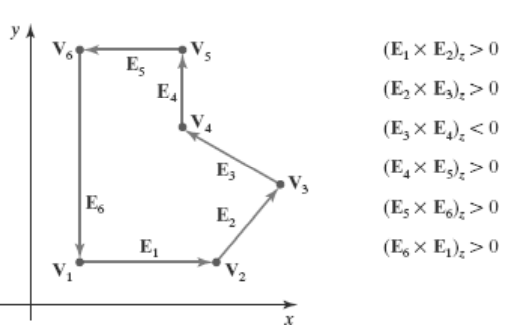 y
V₆
V₅
E₅
E₄
V₄
E₃
V₃
E₆
E₂
E₁
V₁
V₂
x
(E₁ × E₂)z > 0
(E₂ × E₃)z > 0
(E₃ × E₄)z < 0
(E₄ × E₅)z > 0
(E₅ × E₆)z > 0
(E₆ × E₁)z > 0